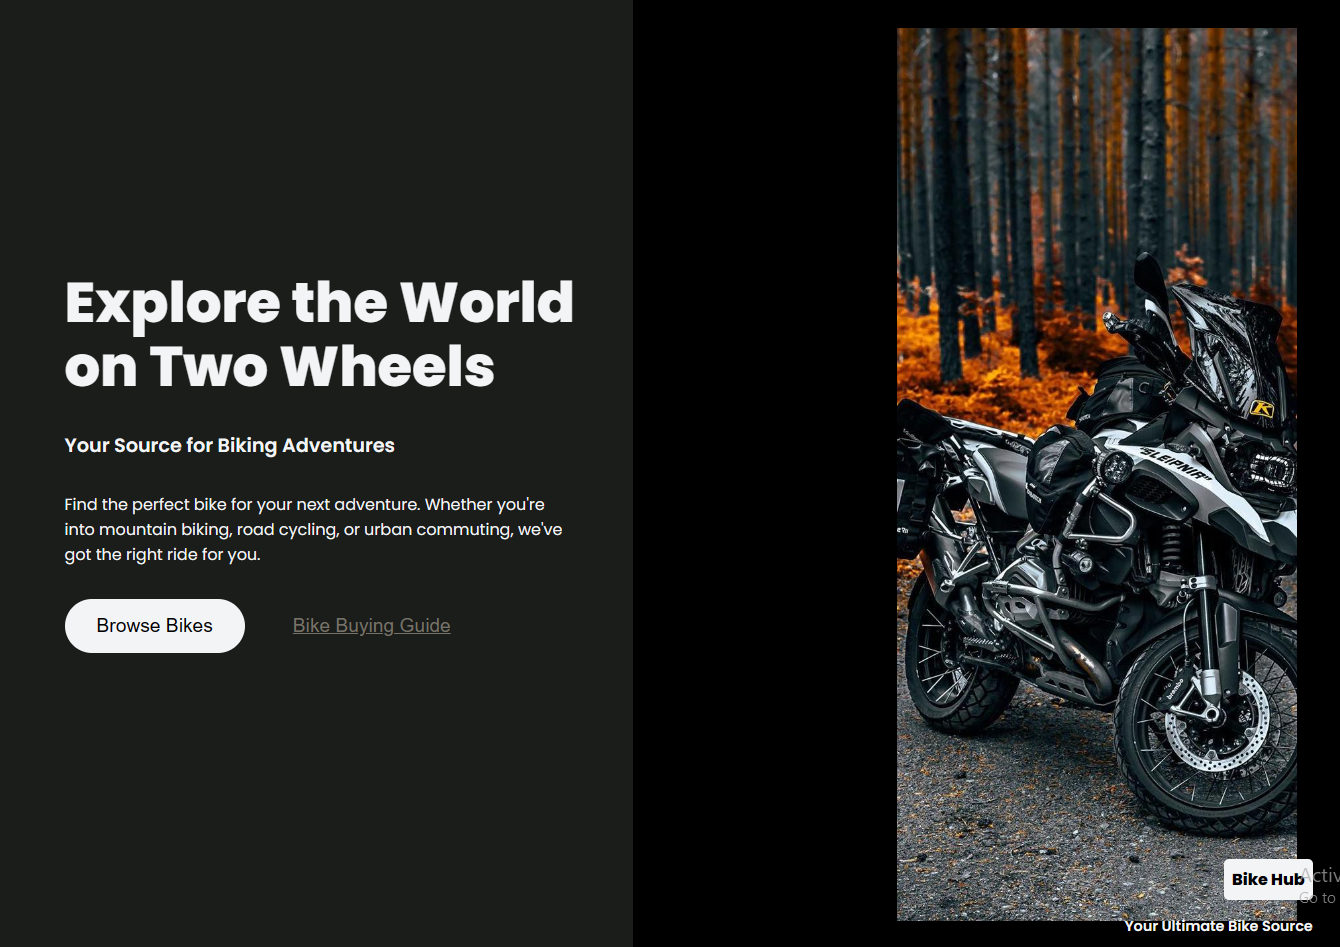 Explore the World
on Two Wheels
Your Source for Biking Adventures
Find the perfect bike for your next adventure. Whether you're
into mountain biking, road cycling, or urban commuting, we've
got the right ride for you.
Browse Bikes
Bike Buying Guide
K
"SLEIPNIR"
brembo
Bike Hub
Activ
Go to
Your Ultimate Bike Source